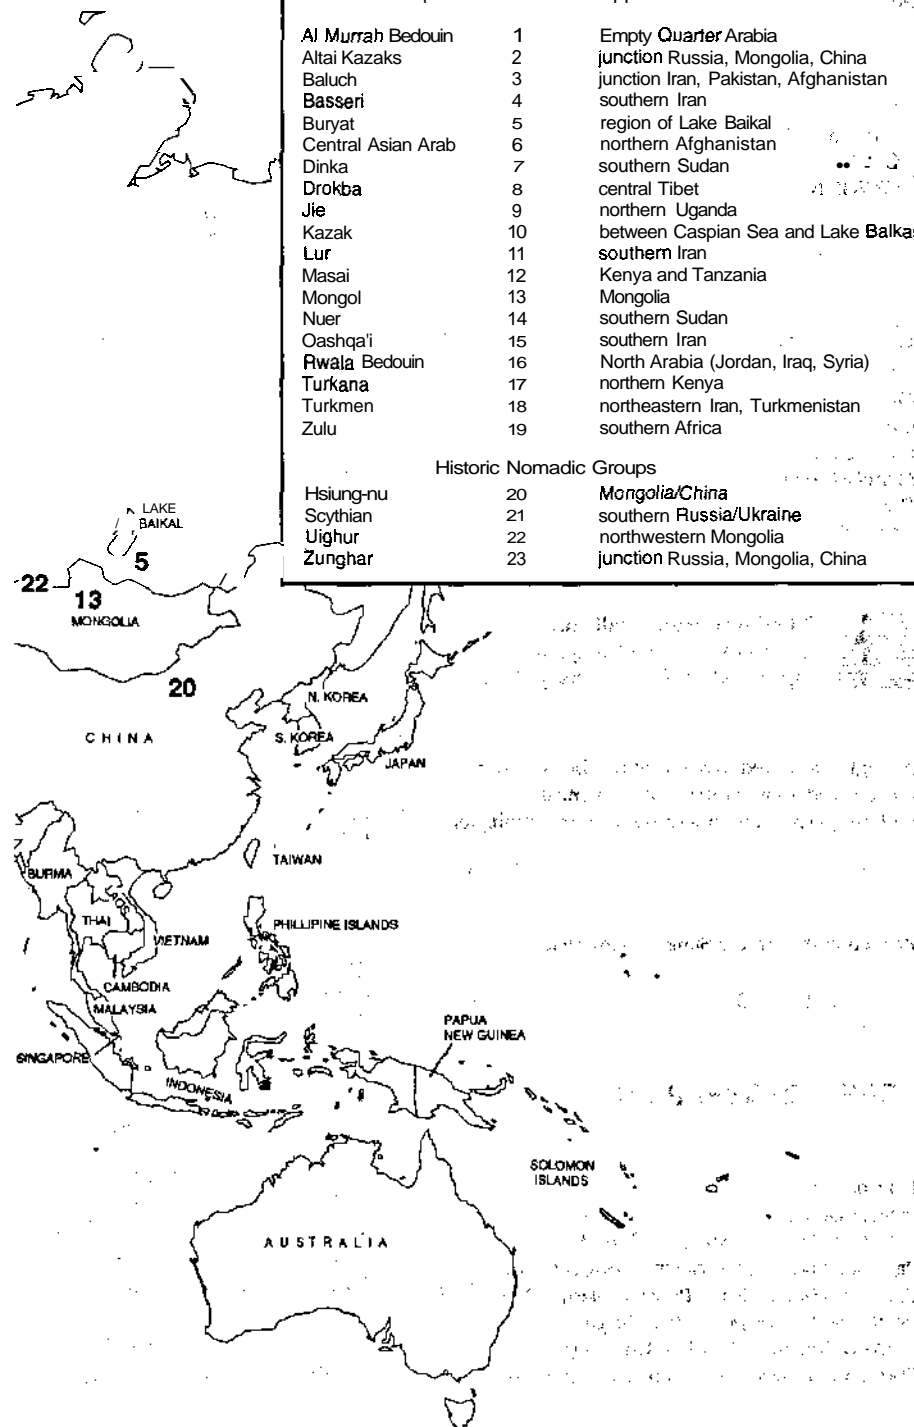 Al Murrah Bedouin 1 Empty Quarter Arabia
Altai Kazaks 2 junction Russia, Mongolia, China
Baluch 3 junction Iran, Pakistan, Afghanistan
Basseri 4 southern Iran
Buryat 5 region of Lake Baikal
Central Asian Arab 6 northern Afghanistan
Dinka 7 southern Sudan
Drokba 8 central Tibet
Jie 9 northern Uganda
Kazak 10 between Caspian Sea and Lake Balkas
Lur 11 southern Iran
Masai 12 Kenya and Tanzania
Mongol 13 Mongolia
Nuer 14 southern Sudan
Oashqa'i 15 southern Iran
Rwala Bedouin 16 North Arabia (Jordan, Iraq, Syria)
Turkana 17 northern Kenya
Turkmen 18 northeastern Iran, Turkmenistan
Zulu 19 southern Africa
Historic Nomadic Groups
Hsiung-nu 20 Mongolia/China
Scythian 21 southern Russia/Ukraine
Uighur 22 northwestern Mongolia
Zunghar 23 junction Russia, Mongolia, China
LAKE
BAIKAL
5
22
13
MONGOLIA
20
N. KOREA
CHINA
S. KOREA
JAPAN
TAIWAN
BURMA
THAI
VIETNAM
PHILLIPINE ISLANDS
CAMBODIA
MALAYSIA
SINGAPORE
INDONESIA
PAPUA
NEW GUINEA
SOLOMON
ISLANDS
AUSTRALIA